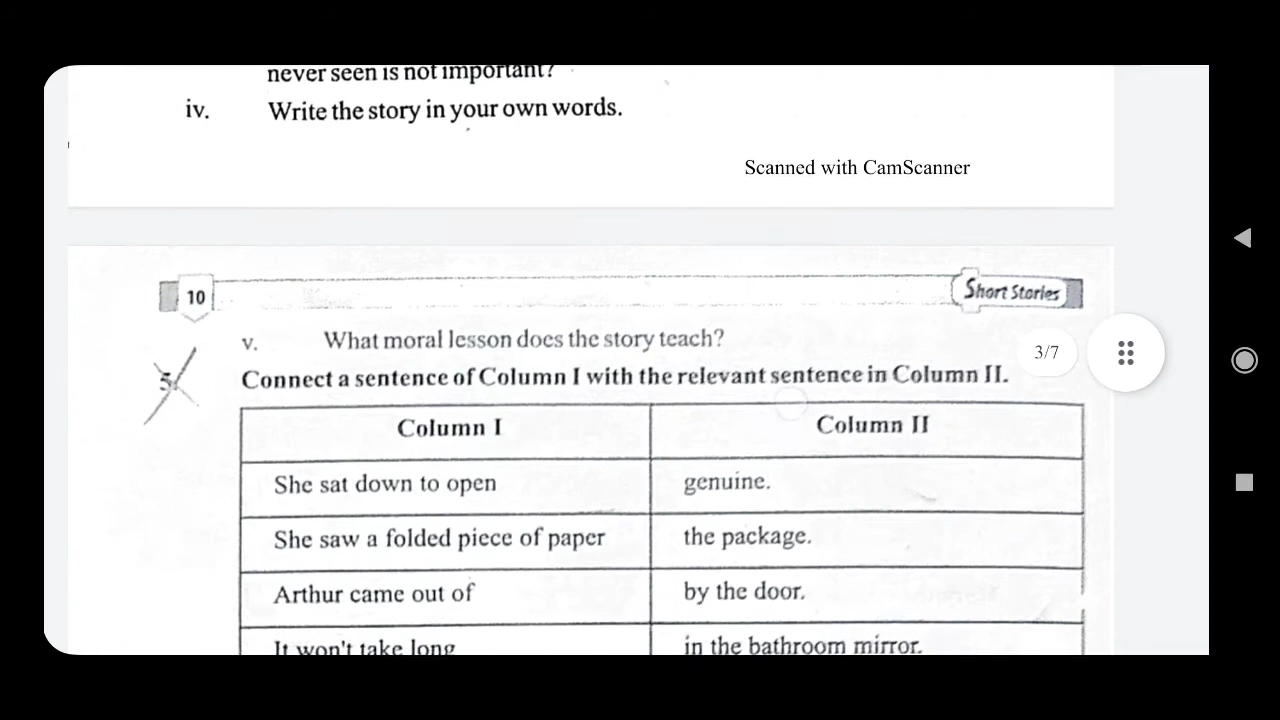 never seen is not important?
iv. Write the story in your own words.
Scanned with CamScanner
10 Short Stories
v. What moral lesson does the story teach?
3/7
5. Connect a sentence of Column I with the relevant sentence in Column II.
Column I Column II
She sat down to open genuine.
She saw a folded piece of paper the package.
Arthur came out of by the door.
It won't take long in the bathroom mirror.